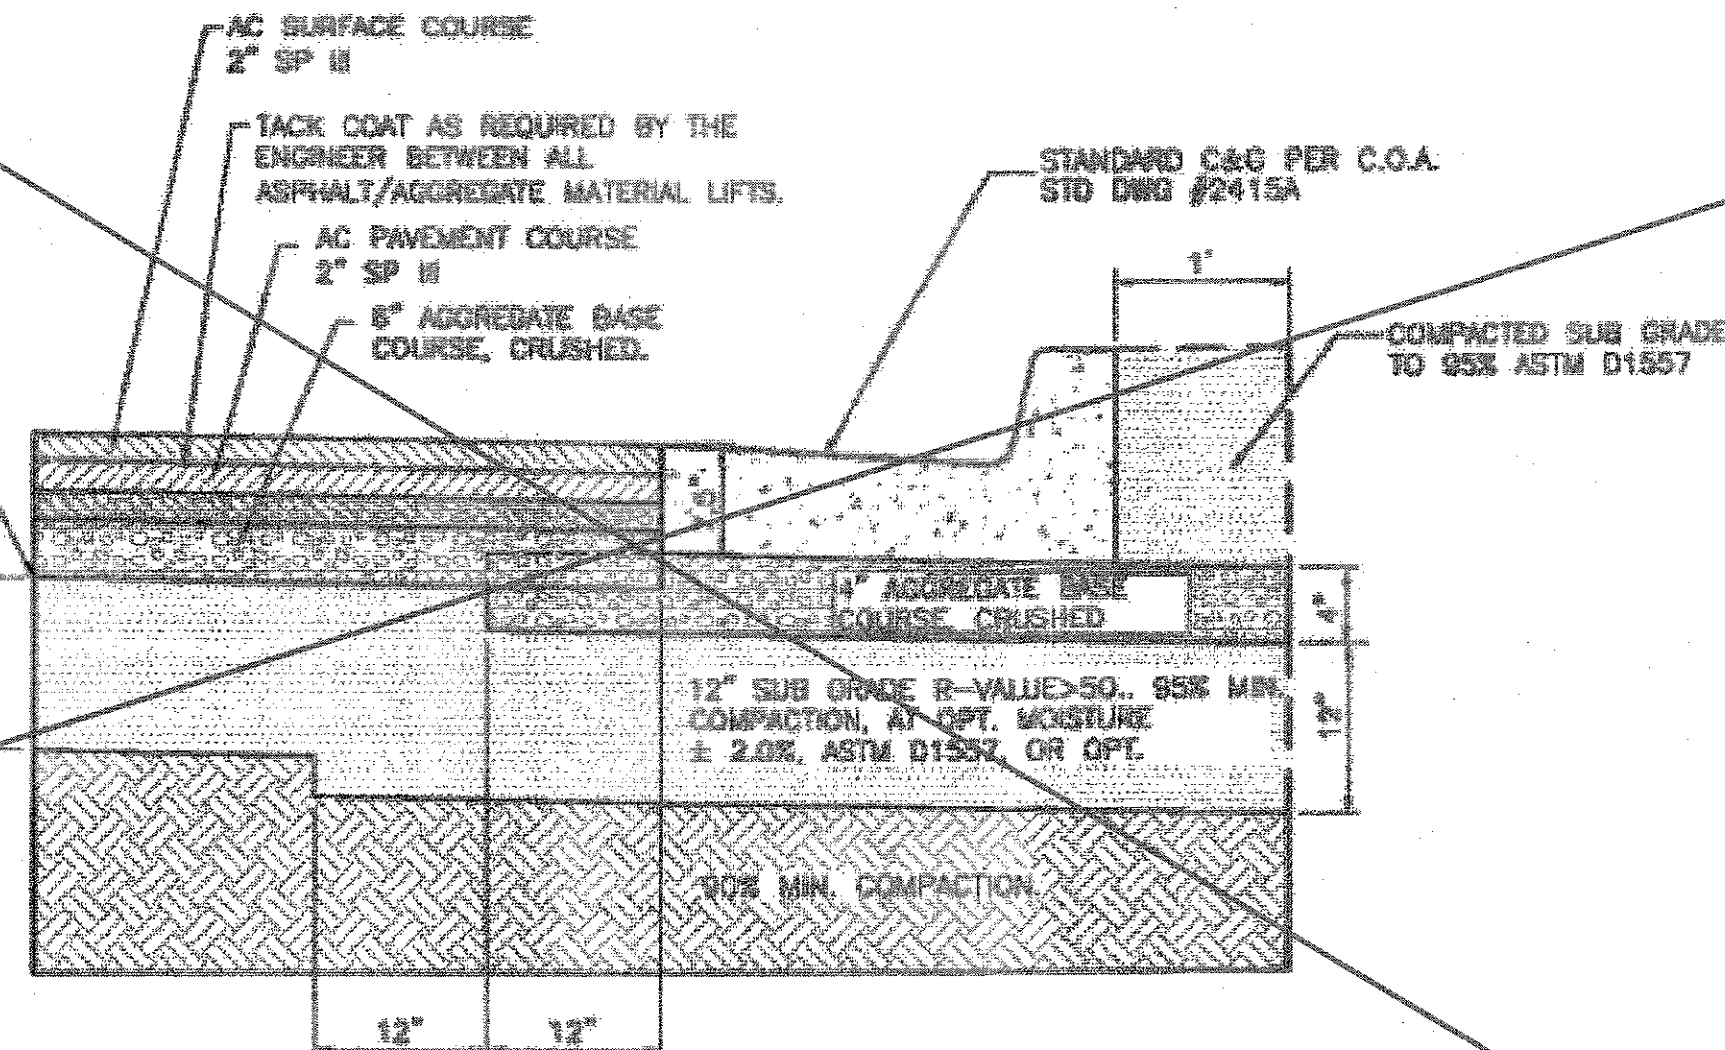 AC SURFACE COURSE
2" SP III
TACK COAT AS REQUIRED BY THE
ENGINEER BETWEEN ALL
ASPHALT/AGGREGATE MATERIAL LIFTS.
AC PAVEMENT COURSE
2" SP III
AGGREGATE BASE
COURSE, CRUSHED.
STANDARD C&G PER C.O.A.
STD DWG #2415A
1'
COMPACTED SUB GRADE
TO 95% ASTM D1557
4" AGGREGATE BASE
COURSE, CRUSHED
4"
12" SUB GRADE R-VALUE>50.. 95% MIN.
COMPACTION, AT OPT. MOISTURE
± 2.0%, ASTM D1557, OR OPT.
12"
90% MIN. COMPACTION.
12"
12"